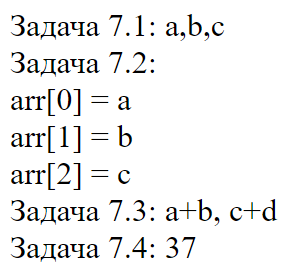 Задача 7.1: a,b,c
Задача 7.2:
arr[0] = a
arr[1] = b
arr[2] = c
Задача 7.3: a+b, c+d
Задача 7.4: 37